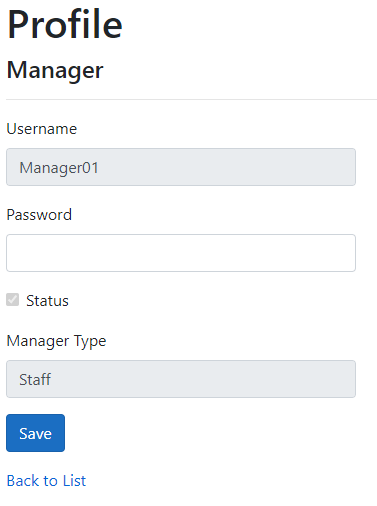 Profile
Manager
Username
Manager01
Password
Status
Manager Type
Staff
Save
Back to List